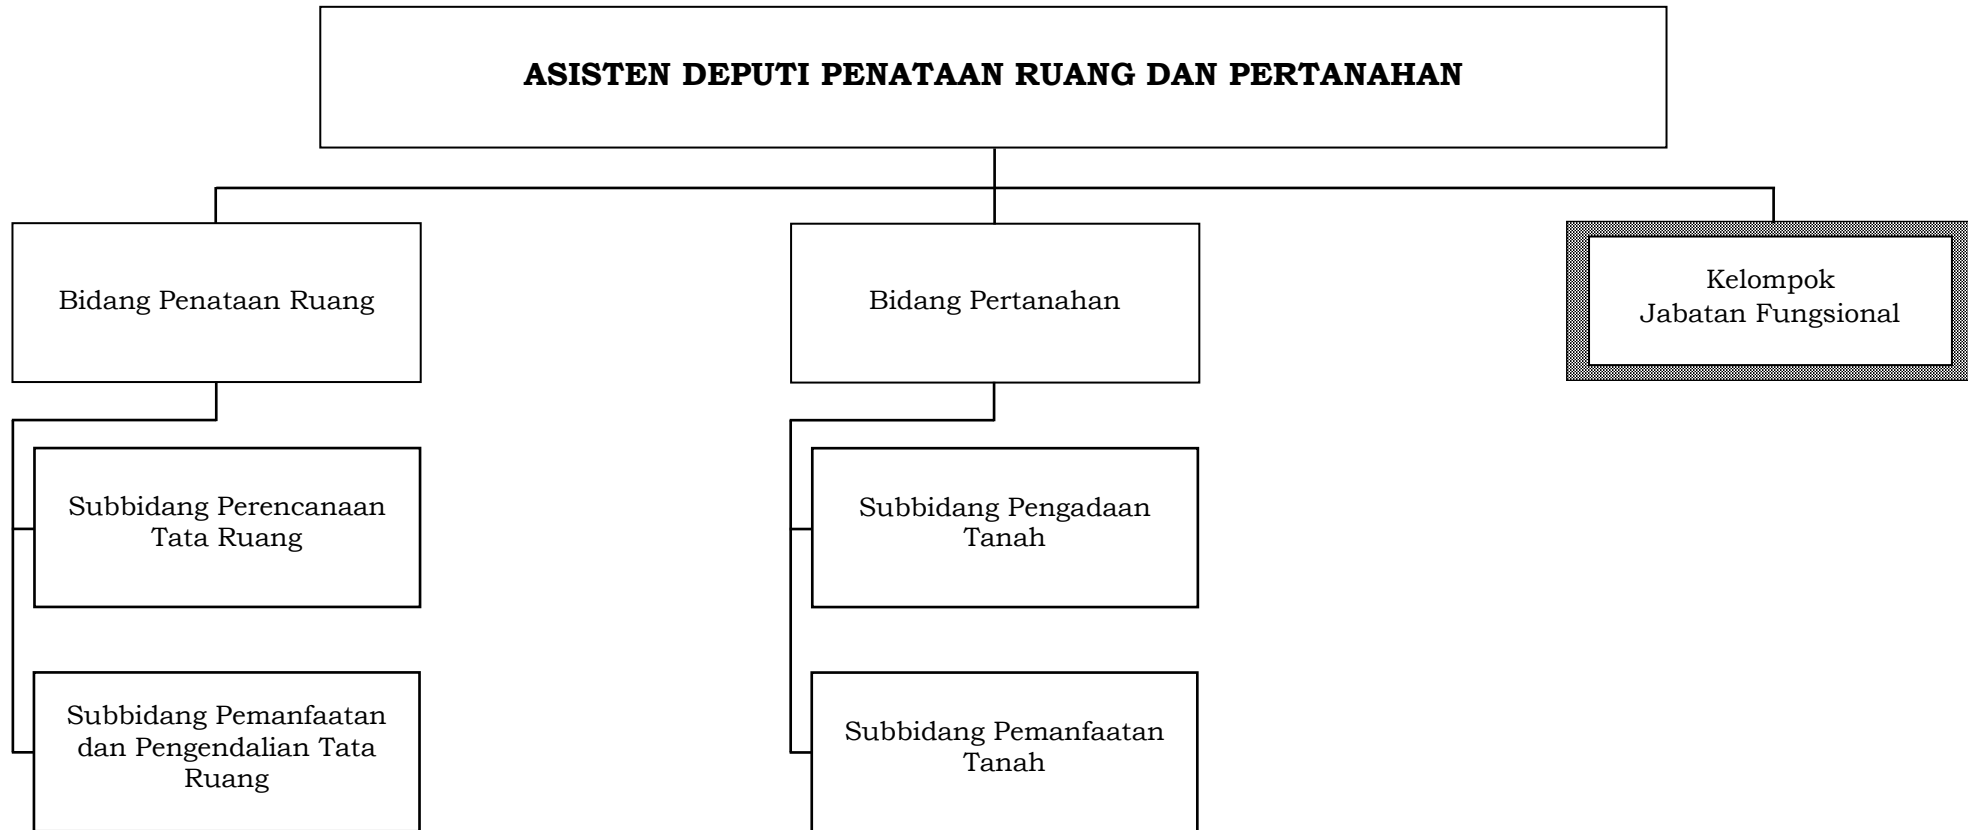 ASISTEN DEPUTI PENATAAN RUANG DAN PERTANAHAN
Bidang Penataan Ruang
Bidang Pertanahan
Kelompok
Jabatan Fungsional
Subbidang Perencanaan
Tata Ruang
Subbidang Pengadaan
Tanah
Subbidang Pemanfaatan
dan Pengendalian Tata
Ruang
Subbidang Pemanfaatan
Tanah